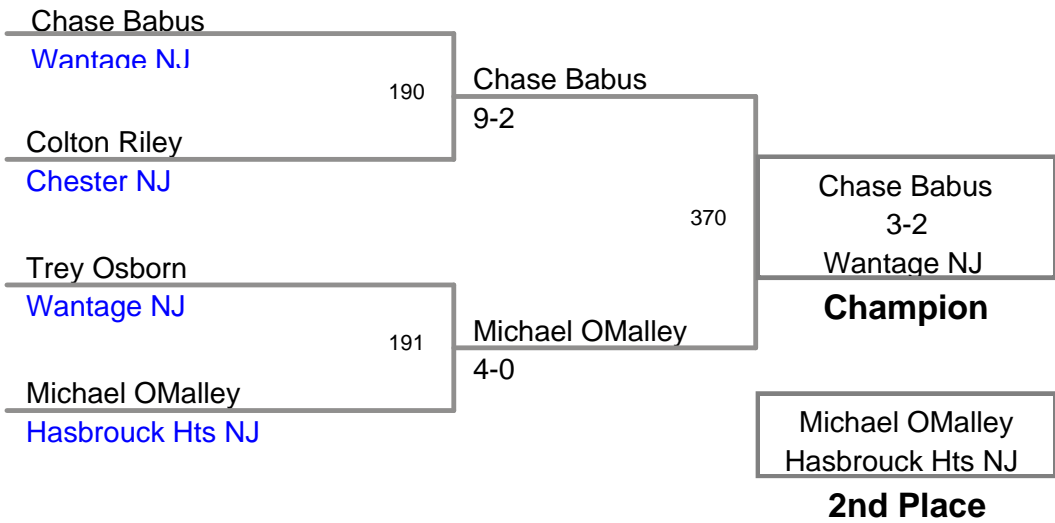 Chase Babus
Wantage NJ
190
Chase Babus
9-2
Colton Riley
Chester NJ
370
Chase Babus
3-2
Wantage NJ
Champion
Trey Osborn
Wantage NJ
191
Michael OMalley
4-0
Michael OMalley
Hasbrouck Hts NJ
Michael OMalley
Hasbrouck Hts NJ
2nd Place